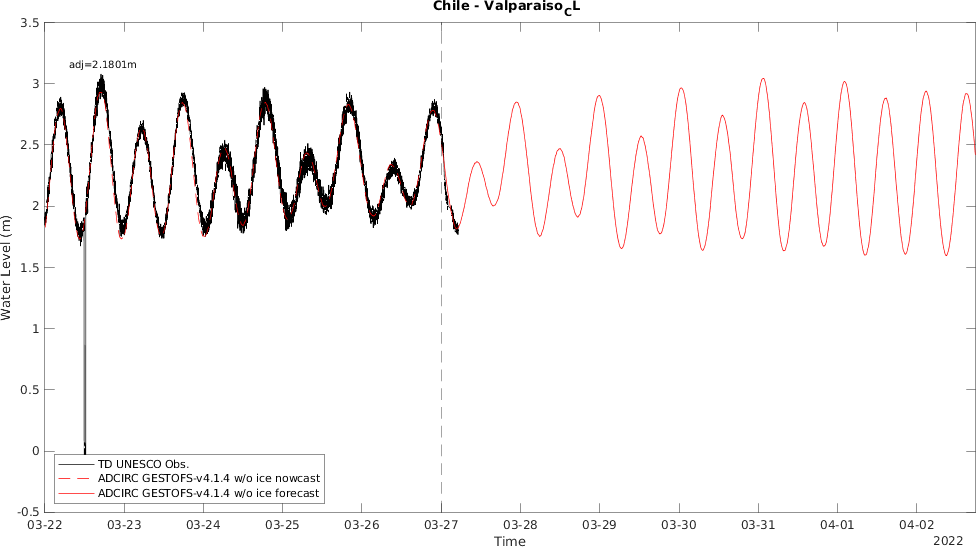 Chile - Valparaiso_CL
adj=2.1801m
3.5
3
2.5
2
1.5
1
0.5
0
-0.5
Water Level (m)
TD UNESCO Obs.
ADCIRC GESTOFS-v4.1.4 w/o ice nowcast
ADCIRC GESTOFS-v4.1.4 w/o ice forecast
03-22 03-23 03-24 03-25 03-26 03-27 03-28 03-29 03-30 03-31 04-01 04-02
Time
2022